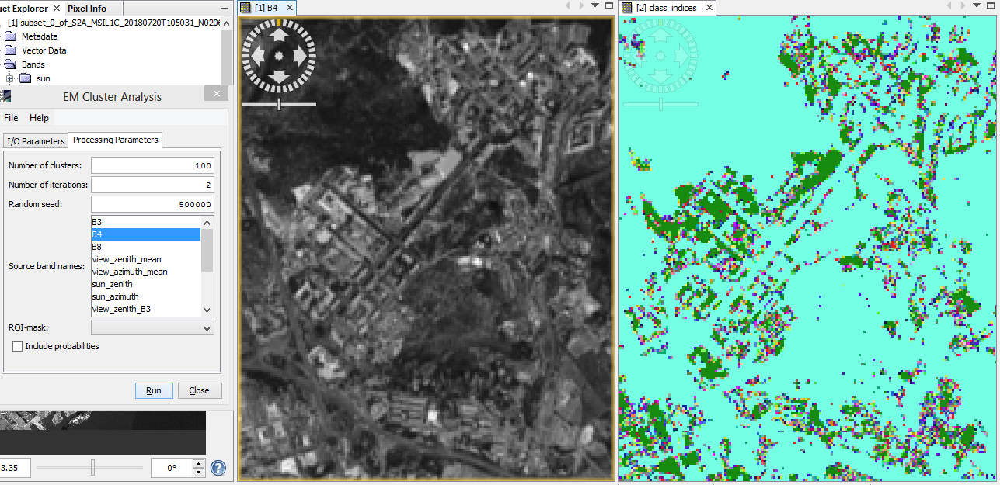 uct Explorer
Pixel Info
[1] subset_0_of_S2A_MSIL1C_20180720T105031_N0206
Metadata
Vector Data
Bands
sun
EM Cluster Analysis
File Help
I/O Parameters Processing Parameters
Number of clusters: 100
Number of iterations: 2
Random seed: 500000
Source band names:
B3
B4
B8
view_zenith_mean
view_azimuth_mean
sun_zenith
sun_azimuth
view_zenith_B3
ROI-mask:
Include probabilities
Run Close
3.35 0°
[1] B4
[2] class_indices